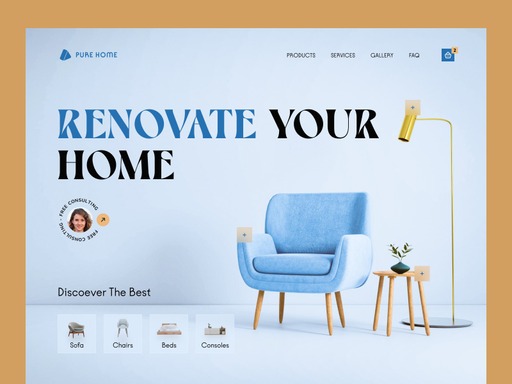 PURE HOME
PRODUCTS SERVICES GALLERY FAQ
2
RENOVATE YOUR
HOME
FREE CONSULTING - FREE CONSULTING -
Discoever The Best
Sofa Chairs Beds Consoles